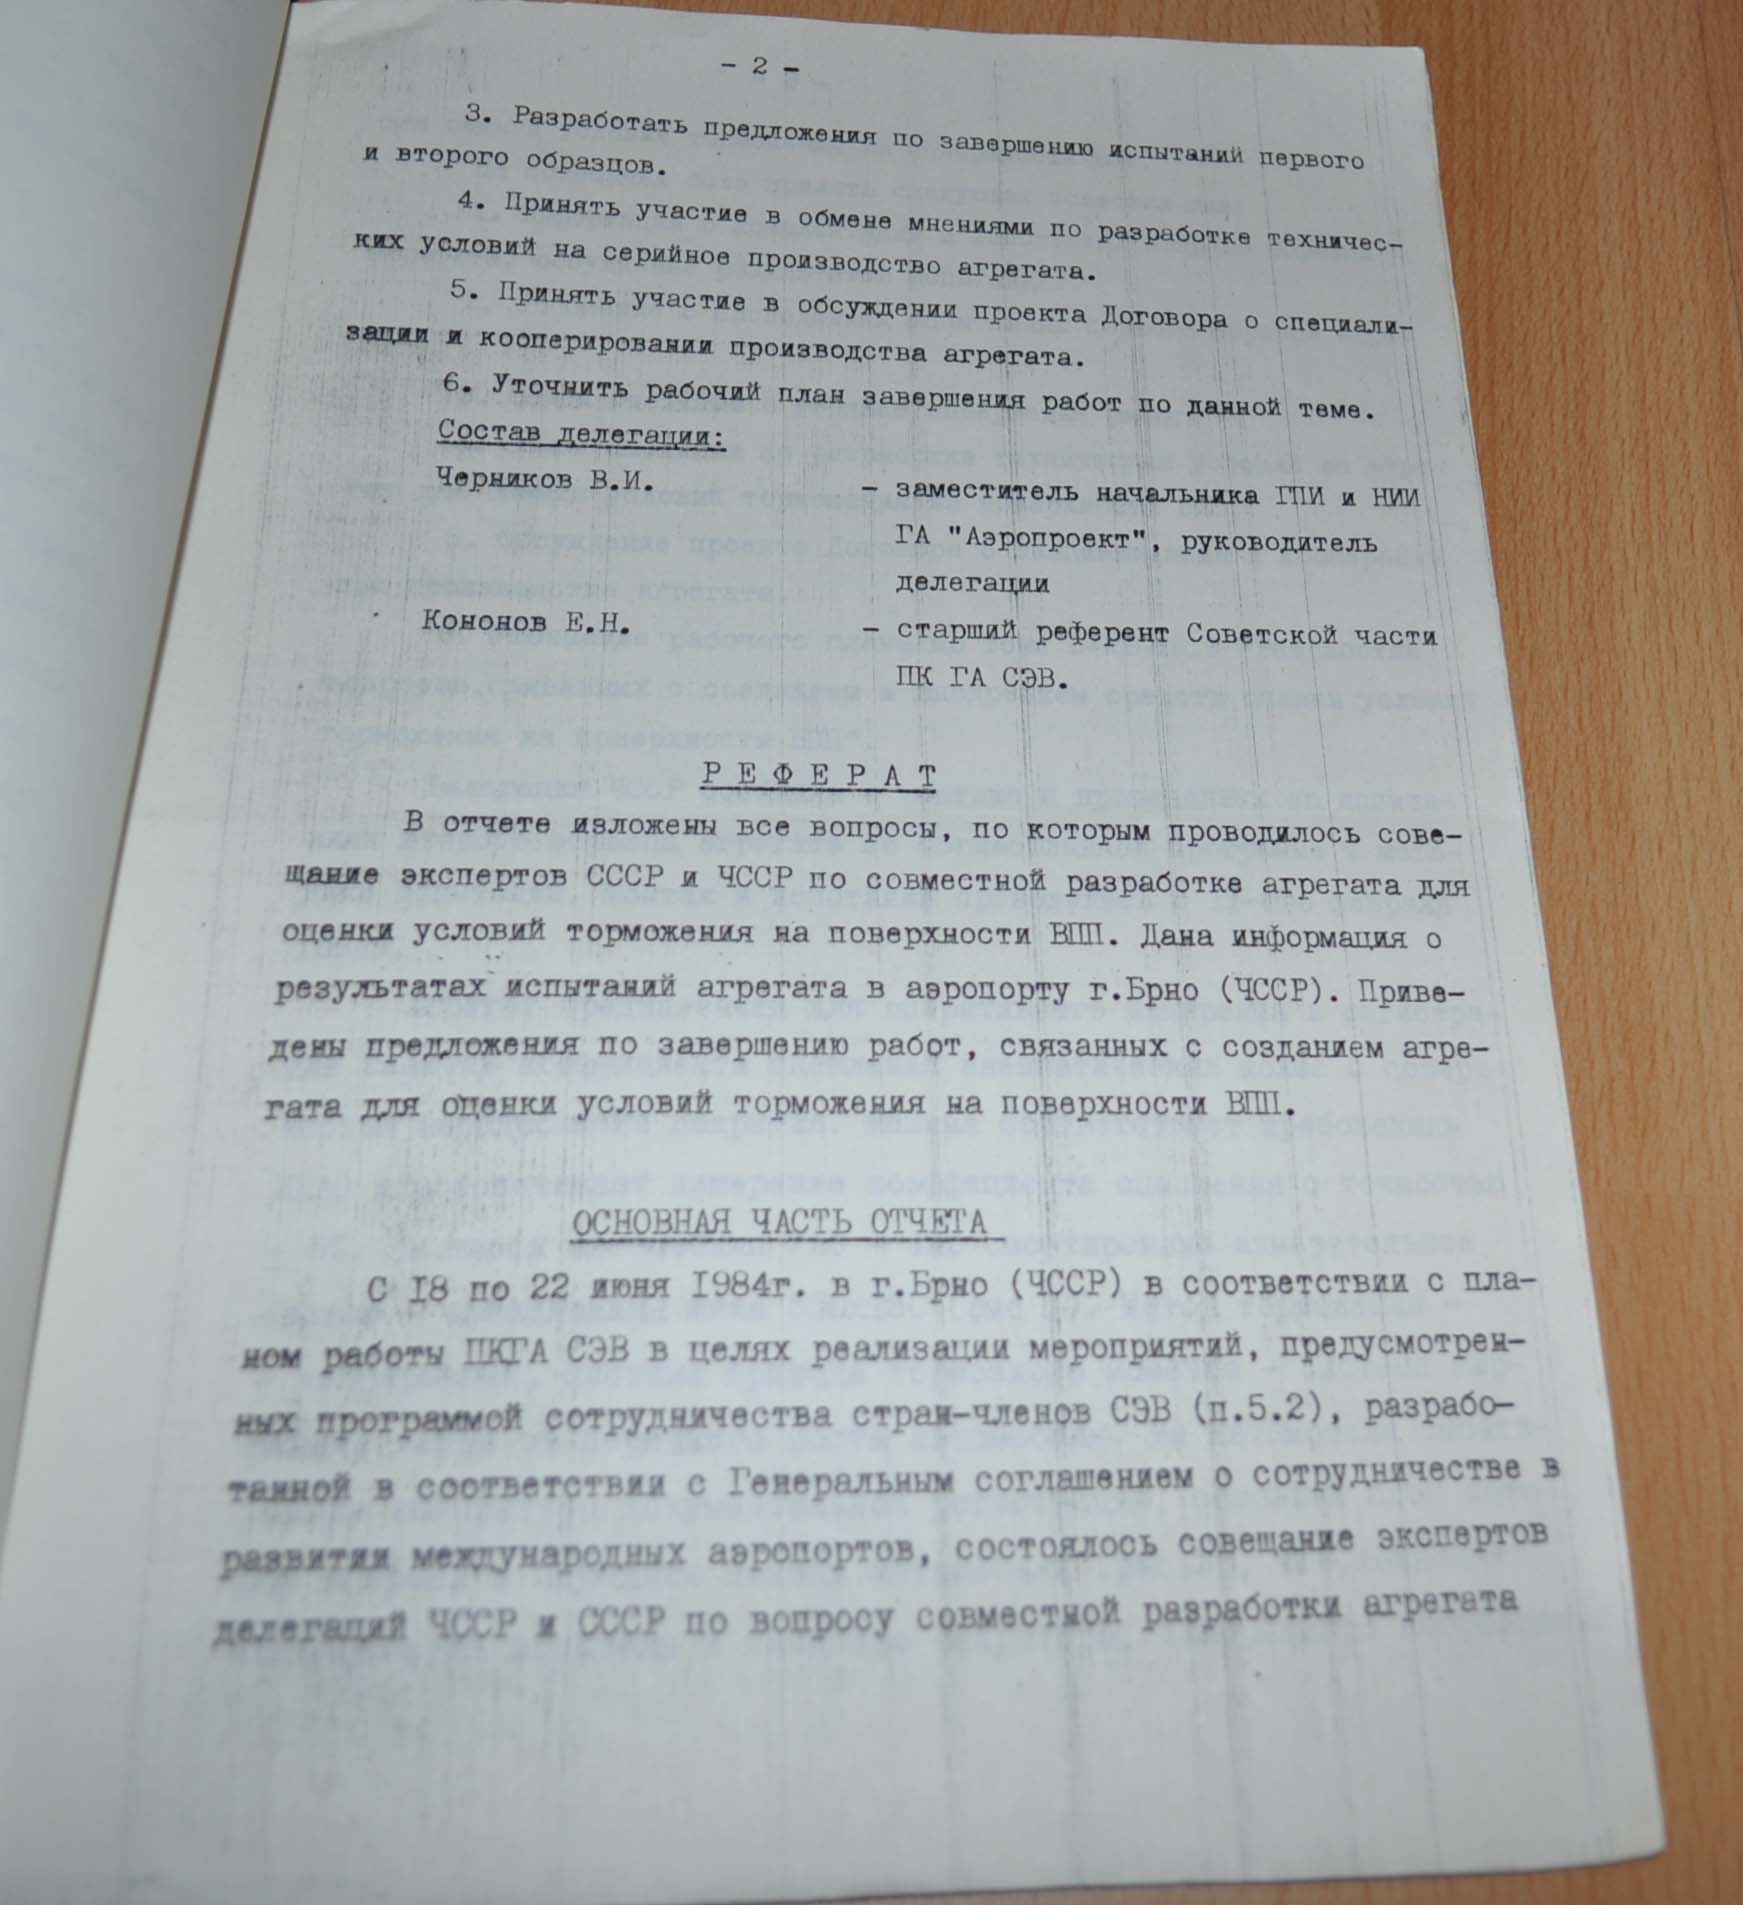 - 2 -
3. Разработать предложения по завершению испытаний первого
и второго образцов.
4. Принять участие в обмене мнениями по разработке техничес-
ких условий на серийное производство агрегата.
5. Принять участие в обсуждении проекта Договора о специали-
зации и кооперировании производства агрегата.
6. Уточнить рабочий план завершения работ по данной теме.
Состав делегации:
Черников В.И. - заместитель начальника ГПИ и НИИ
ГА "Аэропроект", руководитель
делегации
Кононов Е.Н. - старший референт Советской части
ПК ГА СЭВ.
Р Е Ф Е Р А Т
В отчете изложены все вопросы, по которым проводилось сове-
щание экспертов СССР и ЧССР по совместной разработке агрегата для
оценки условий торможения на поверхности ВПП. Дана информация о
результатах испытаний агрегата в аэропорту г.Брно (ЧССР). Приве-
дены предложения по завершению работ, связанных с созданием агре-
гата для оценки условий торможения на поверхности ВПП.
ОСНОВНАЯ ЧАСТЬ ОТЧЕТА
С 18 по 22 июня 1984г. в г.Брно (ЧССР) в соответствии с пла-
ном работы ПКГА СЭВ в целях реализации мероприятий, предусмотрен-
ных программой сотрудничества стран-членов СЭВ (п.5.2), разрабо-
танной в соответствии с Генеральным соглашением о сотрудничестве в
развитии международных аэропортов, состоялось совещание экспертов
делегаций ЧССР и СССР по вопросу совместной разработки агрегата